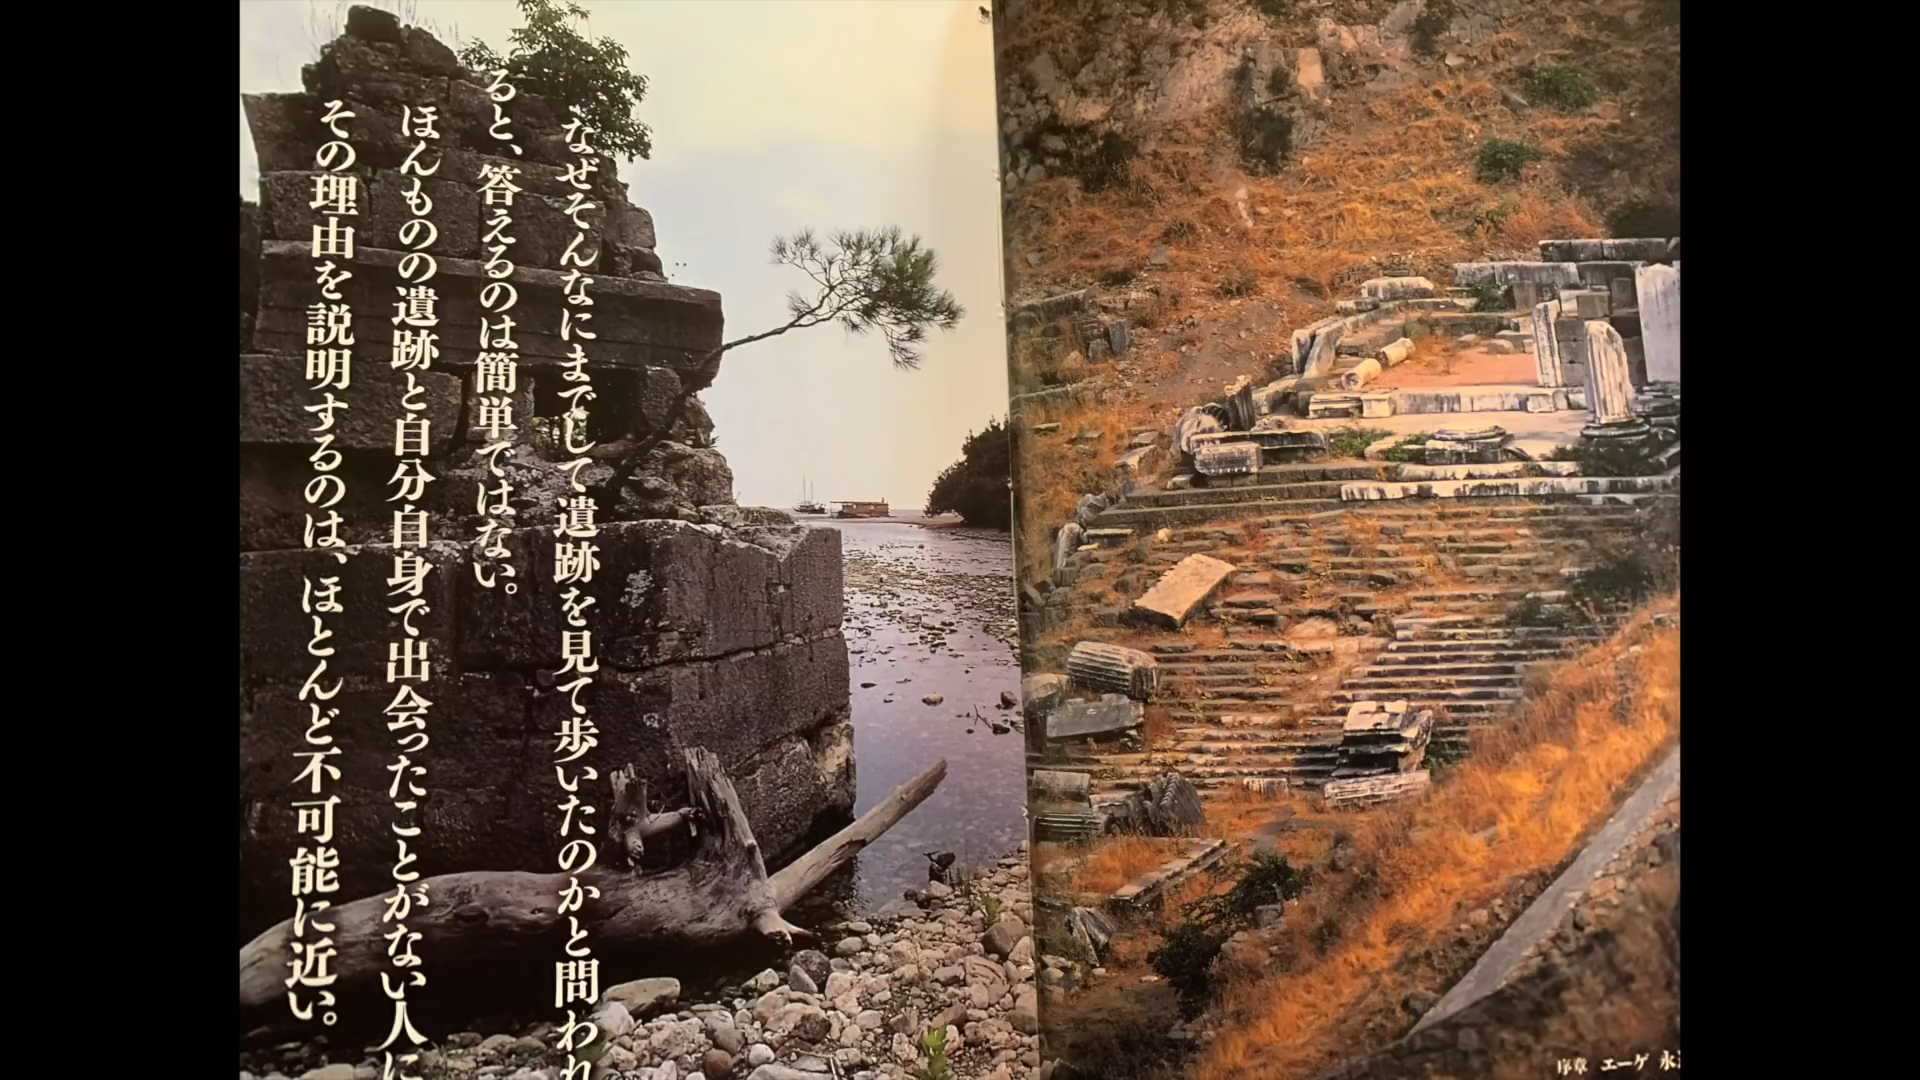 なぜそんなにまでして遺跡を見て歩いたのかと問われ
ると、答えるのは簡単ではない。
ほんものの遺跡と自分自身で出会ったことがない人に
その理由を説明するのは、ほとんど不可能に近い。
序章 エーゲ 永